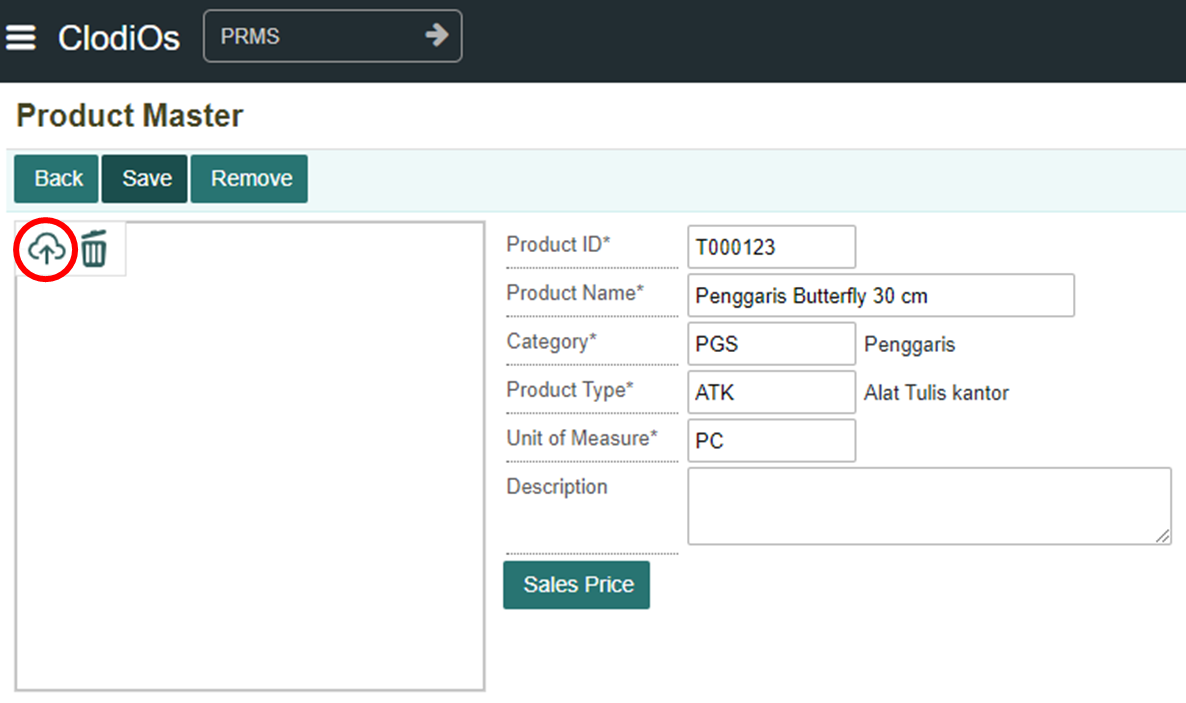 ClodiOs PRMS
Product Master
Back Save Remove
Product ID* T000123
Product Name* Penggaris Butterfly 30 cm
Category* PGS Penggaris
Product Type* ATK Alat Tulis kantor
Unit of Measure* PC
Description
Sales Price